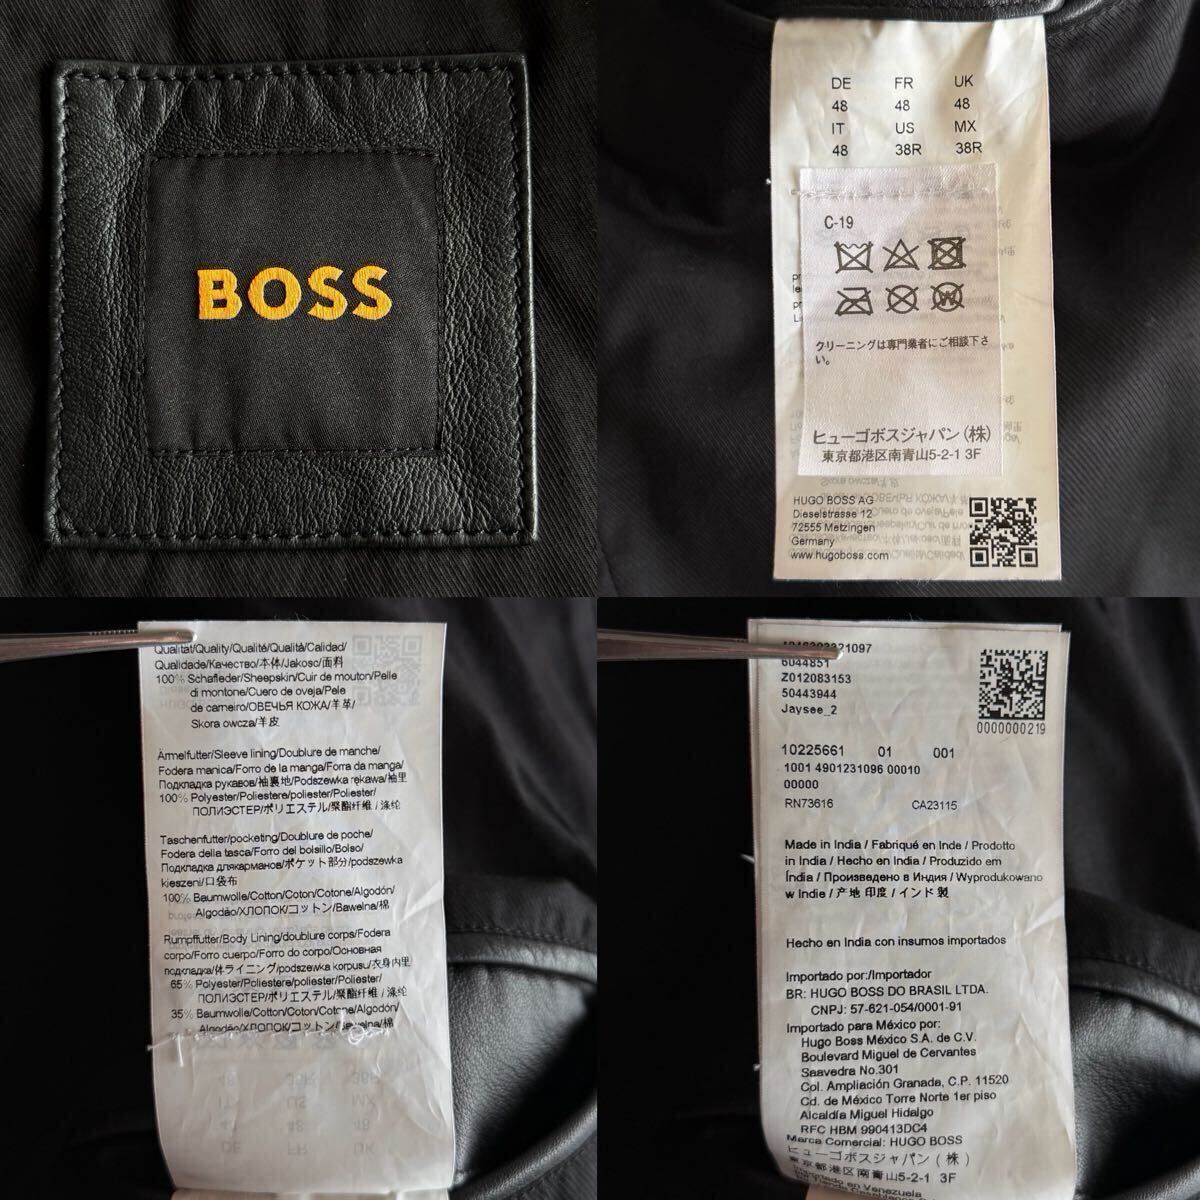 BOSS
DE FR UK
48 48 48
IT US MX
48 38R 38R
C-19
クリーニングは専門業者にご相談下さ
い。
ヒューゴボスジャパン(株)
東京都港区南青山5-2-1 3F
HUGO BOSS AG
Dieselstrasse 12
72555 Metzingen
Germany
www.hugoboss.com
Qualität/Quality/Qualité/Qualità/Calidad/
Qualidade/Качество/本体/Jakosc/面料
100% Schafleder/Sheepskin/Cuir de mouton/Pelle
di montone/Cuero de oveja/Pele
de carneiro/ОВЕЧЬЯ КОЖА/羊革/
Skora owcza/羊皮
Ärmelfutter/Sleeve lining/Doublure de manche/
Fodera manica/Forro de la manga/Forra da manga/
Подкладка рукавов/袖裏地/Podszewka rękawa/袖里
100% Polyester/Poliestere/poliester/Poliester/
ПОЛИЭСТЕР/ポリエステル/聚酯纤维/涤纶
Taschenfutter/pocketing/Doublure de poche/
Fodera della tasca/Forro del bolsillo/Bolso/
Подкладка длякарманов/ポケット部分/podszewka
kieszeni/口袋布
100% Baumwolle/Cotton/Coton/Cotone/Algodón/
Algodão/ХЛОПОК/コットン/Bawelna/棉
Rumpffutter/Body Lining/doublure corps/Fodera
corpo/Forro cuerpo/Forro do corpo/Основная
подкладка/体ライニング/podszewka korpusu/衣身内里
65% Polyester/Poliestere/poliester/Poliester/
ПОЛИЭСТЕР/ポリエステル/聚酯纤维/涤纶
35% Baumwolle/Cotton/Coton/Cotone/Algodón/
Algodão/ХЛОПОК/コットン/Bawelna/棉
6044851
Z012083153
50443944
Jaysee_2
0000000219
10225661 01 001
1001 4901231096 00010
00000
RN73616 CA23115
Made in India / Fabriqué en Inde / Prodotto
in India / Hecho en India / Produzido em
Índia / Произведено в Индия / Wyprodukowano
w Indie / 产地 印度 / インド 製
Hecho en India con insumos importados
Importado por:/Importador
BR: HUGO BOSS DO BRASIL LTDA.
CNPJ: 57-621-054/0001-91
Importado para México por:
Hugo Boss México S.A. de C.V.
Boulevard Miguel de Cervantes
Saavedra No.301
Col. Ampliación Granada, C.P. 11520
Cd. de México Torre Norte 1er piso
Alcaldía Miguel Hidalgo
RFC HBM 990413DC4
Marca Comercial: HUGO BOSS
ヒューゴボスジャパン(株)
東京都港区南青山5-2-1 3F
Importado en Venezuela